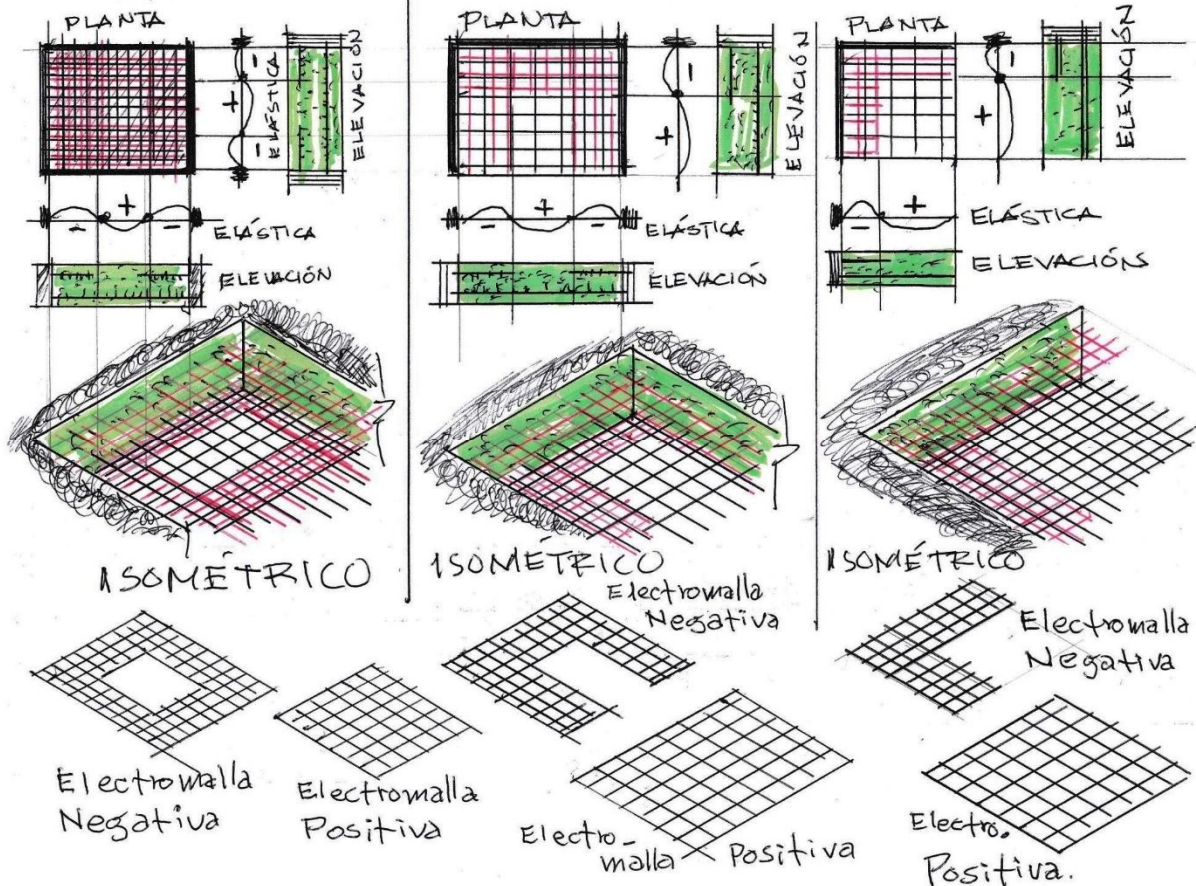 PLANTA
ELÁSTICA
ELEVACIÓN
ELÁSTICA
ELEVACIÓN
ISOMÉTRICO
Electromalla
Negativa
Electromalla
Positiva
PLANTA
ELEVACIÓN
ELÁSTICA
ELEVACIÓN
ISOMÉTRICO
Electromalla
Negativa
Electro-
malla Positiva
PLANTA
ELEVACIÓN
ELÁSTICA
ELEVACIÓNS
ISOMÉTRICO
Electromalla
Negativa
Electro.
Positiva.